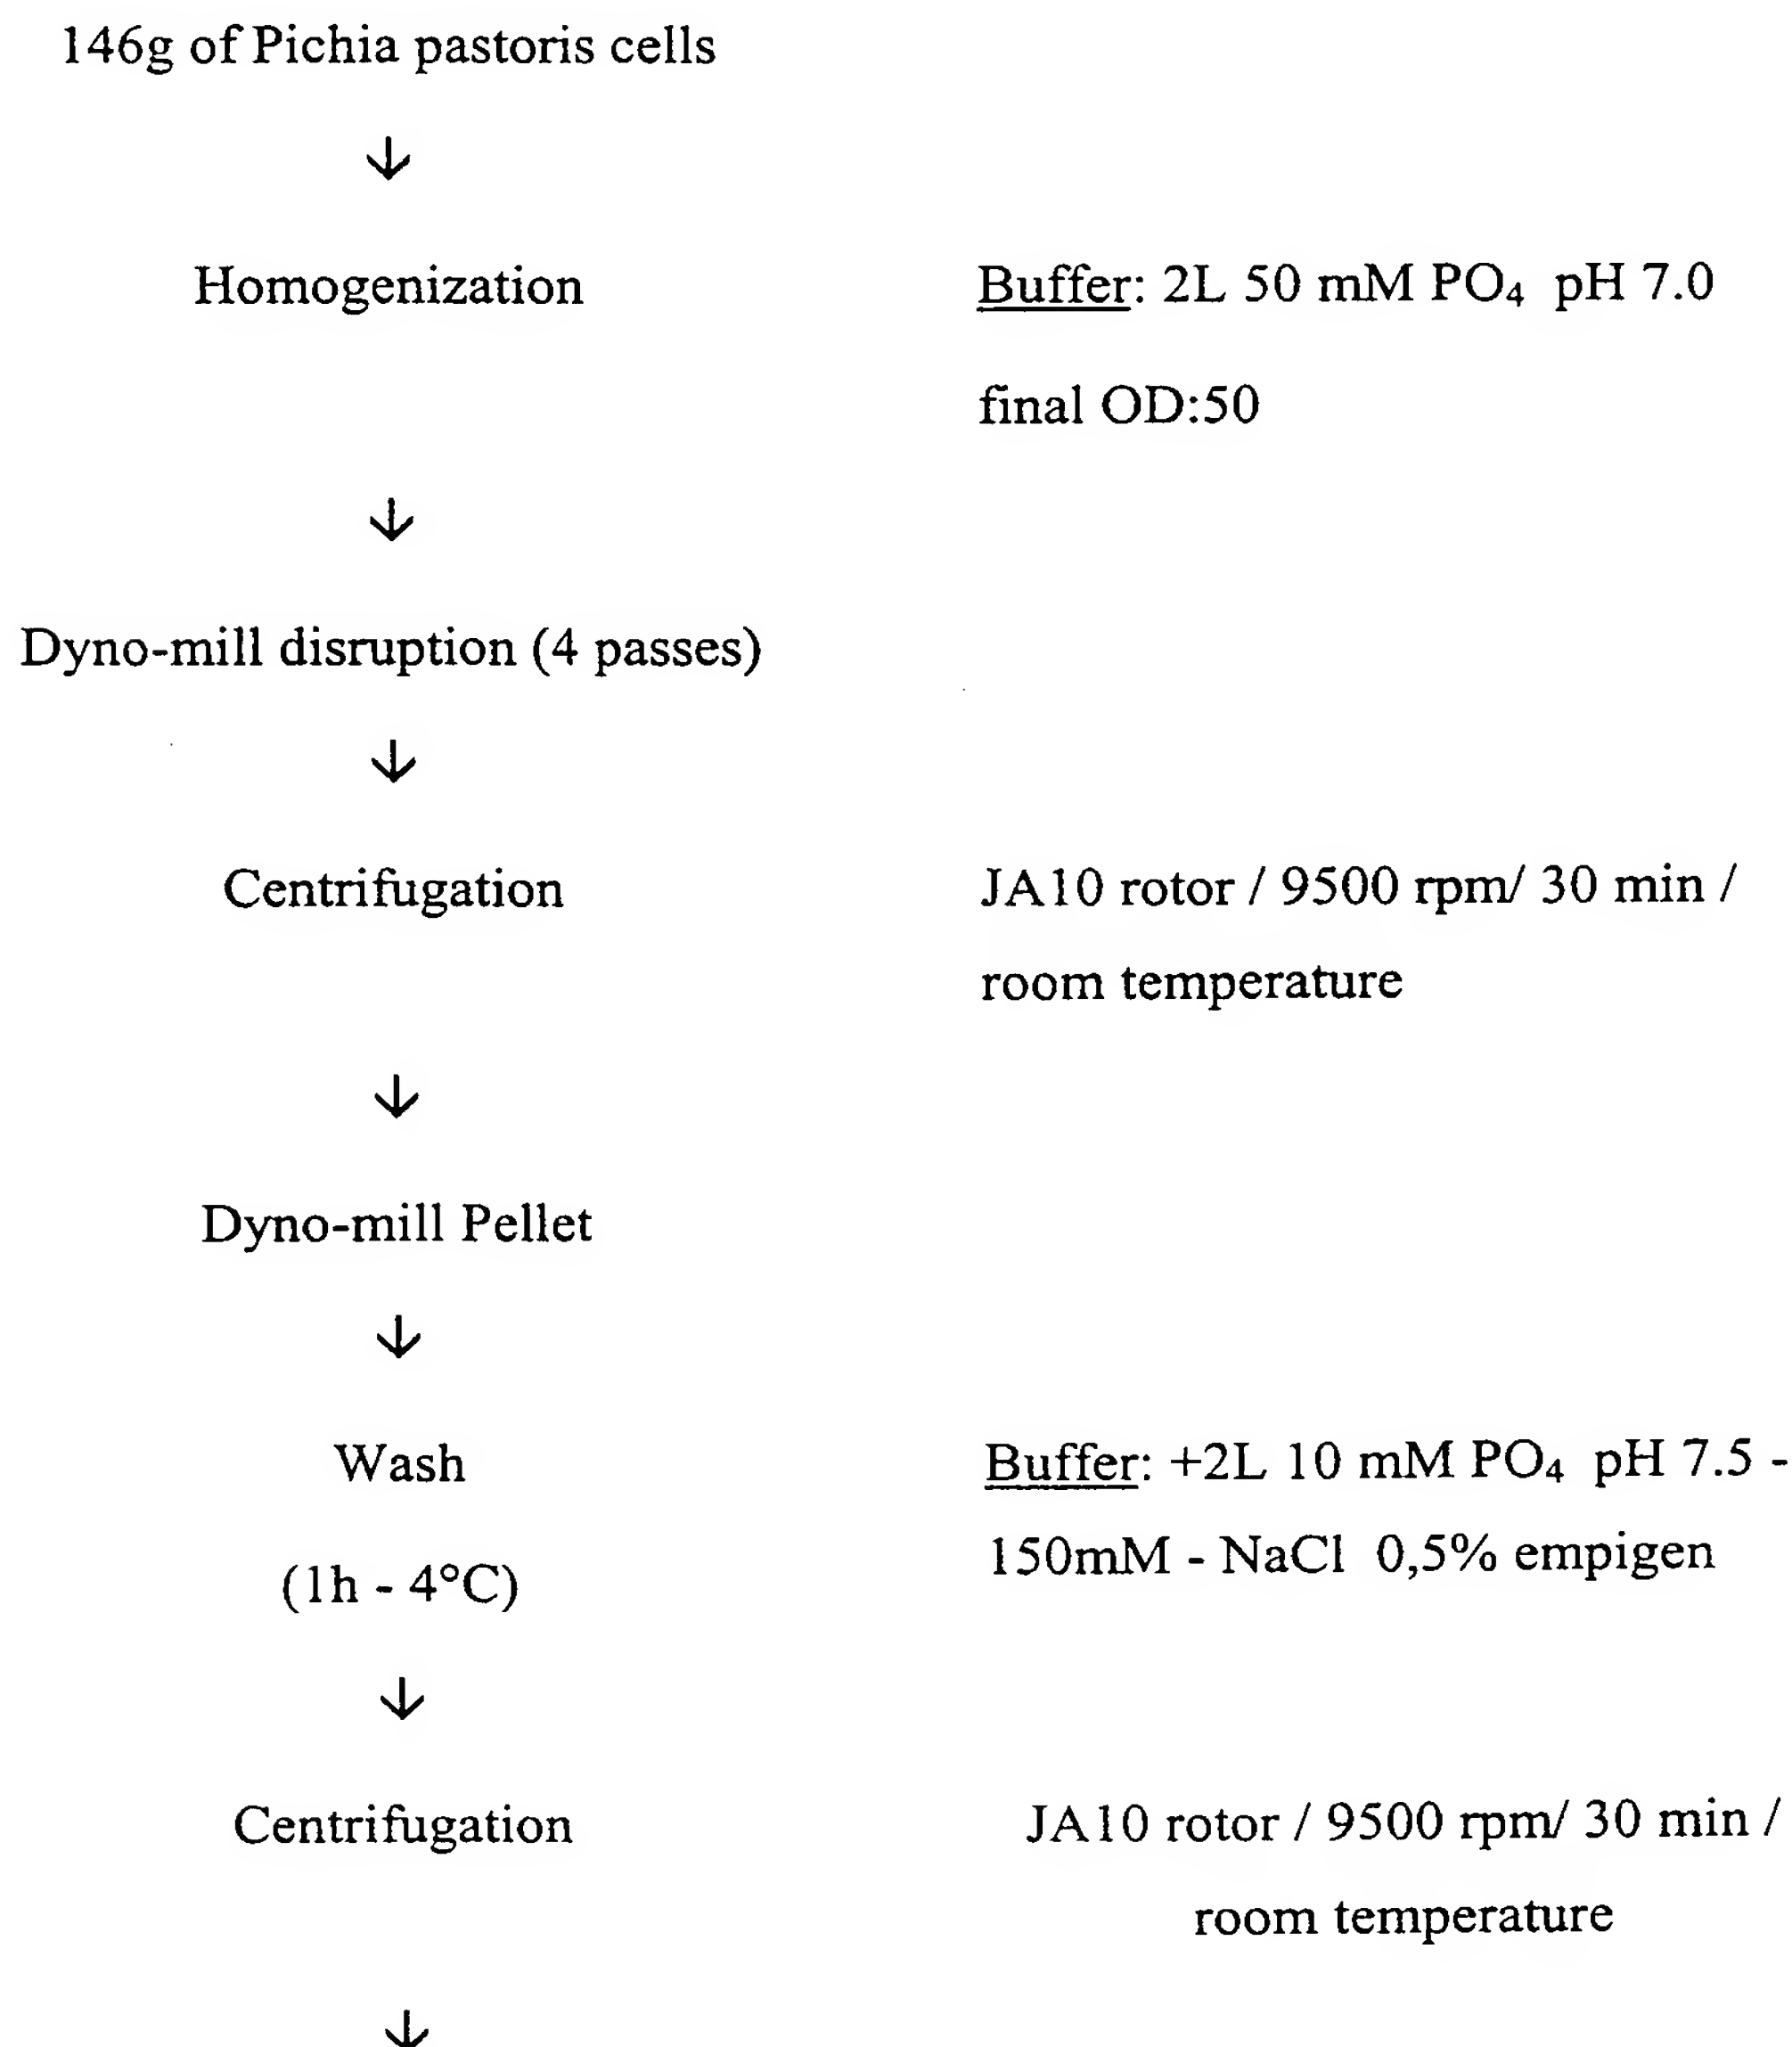 146g of Pichia pastoris cells
↓
Homogenization
Buffer: 2L 50 mM PO₄ pH 7.0
final OD:50
↓
Dyno-mill disruption (4 passes)
↓
Centrifugation
JA10 rotor / 9500 rpm/ 30 min /
room temperature
↓
Dyno-mill Pellet
↓
Wash
(1h - 4°C)
Buffer: +2L 10 mM PO₄ pH 7.5 -
150mM - NaCl 0,5% empigen
↓
Centrifugation
JA10 rotor / 9500 rpm/ 30 min /
room temperature
↓